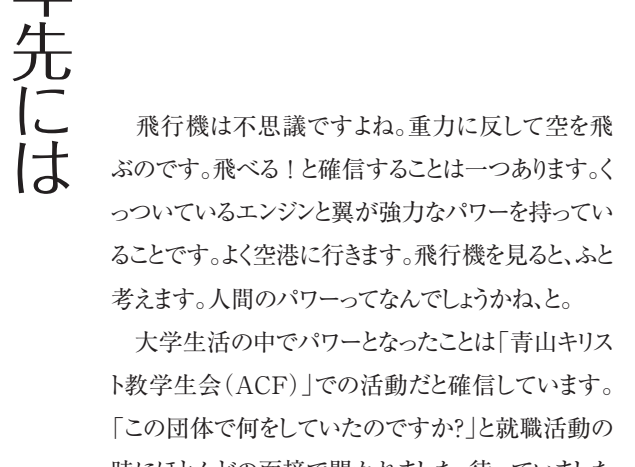 先には
飛行機は不思議ですよね。重力に反して空を飛
ぶのです。飛べる！と確信することは一つあります。く
っついているエンジンと翼が強力なパワーを持ってい
ることです。よく空港に行きます。飛行機を見ると、ふと
考えます。人間のパワーってなんでしょうかね、と。
大学生活の中でパワーとなったことは「青山キリス
ト教学生会（ACF）」での活動だと確信しています。
「この団体で何をしていたのですか?」と就職活動の